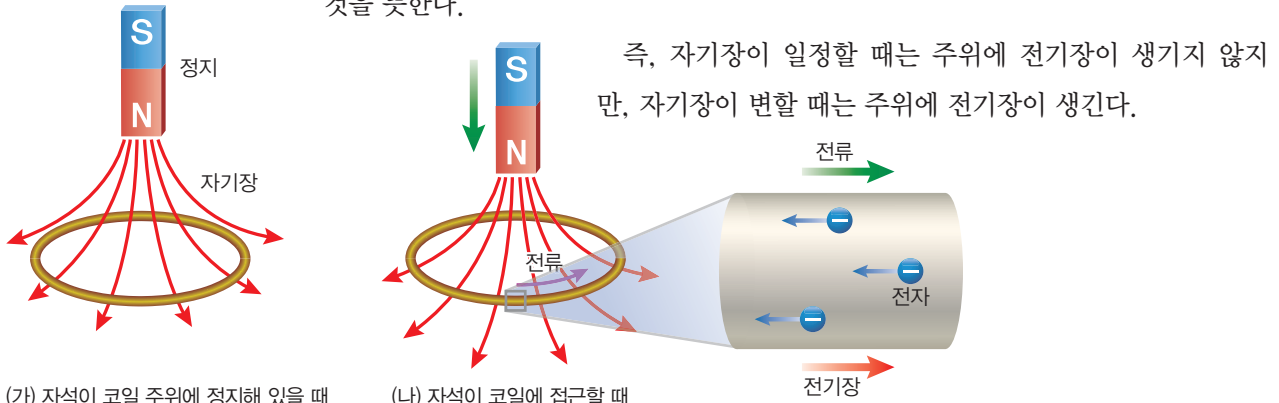 것을 뜻한다.
즉, 자기장이 일정할 때는 주위에 전기장이 생기지 않지
만, 자기장이 변할 때는 주위에 전기장이 생긴다.
S
N
정지
자기장
(가) 자석이 코일 주위에 정지해 있을 때
S
N
전류
(나) 자석이 코일에 접근할 때
전류
전자
전기장